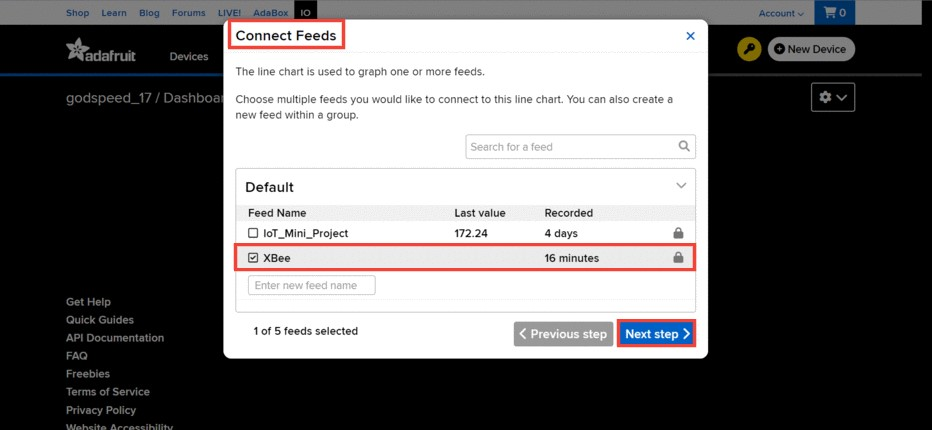 Shop Learn Blog Forums LIVE! AdaBox IO Account 0
Connect Feeds
adafruit Devices New Device
The line chart is used to graph one or more feeds.
godspeed_17 / Dashboar
Choose multiple feeds you would like to connect to this line chart. You can also create a
new feed within a group.
Search for a feed
Default
Feed Name Last value Recorded
IoT_Mini_Project 172.24 4 days
XBee 16 minutes
Enter new feed name
1 of 5 feeds selected Previous step Next step
Get Help
Quick Guides
API Documentation
FAQ
Freebies
Terms of Service
Privacy Policy
Website Accessibility